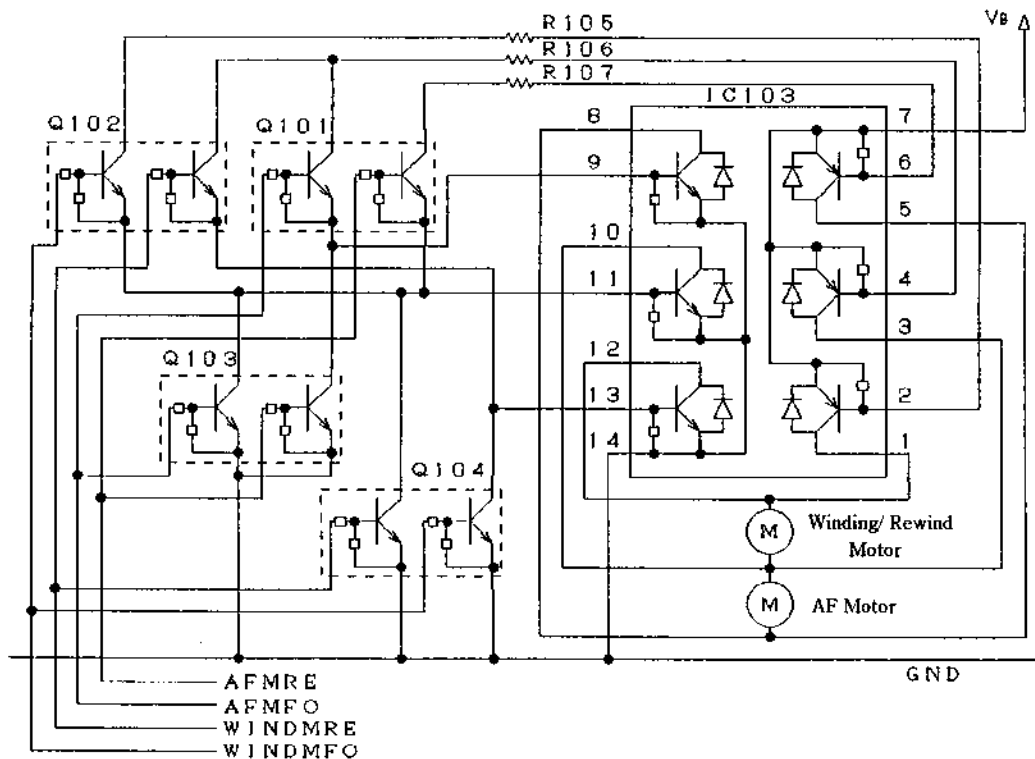 R105
VB
R106
R107
IC103
Q102
Q101
8
7
9
6
5
10
4
11
3
12
Q103
13
2
14
1
Q104
M
Winding/Rewind
Motor
M
AF Motor
GND
AFMRE
AFMFO
WINDMRE
WINDMFO